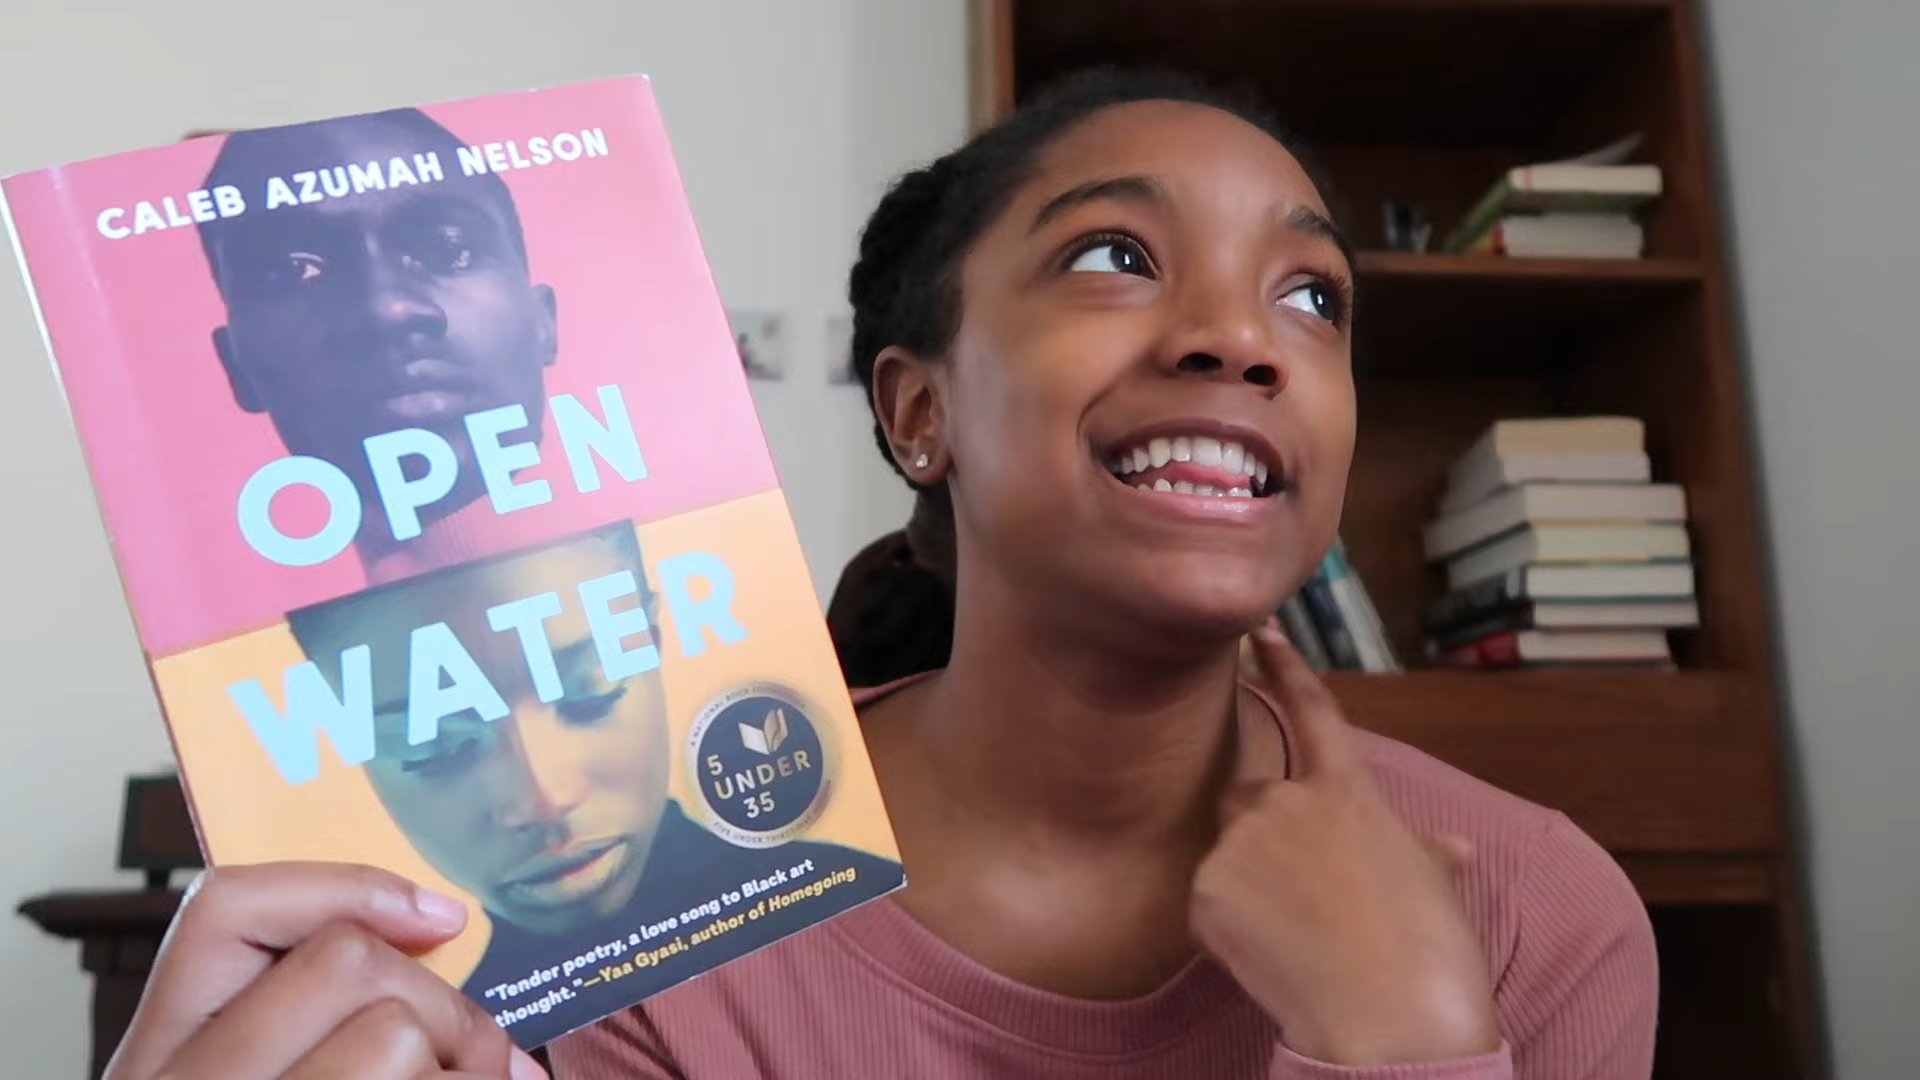 CALEB AZUMAH NELSON
OPEN
WATER
5
UNDER
35
"Tender poetry, a love song to Black art
thought."—Yaa Gyasi, author of Homegoing